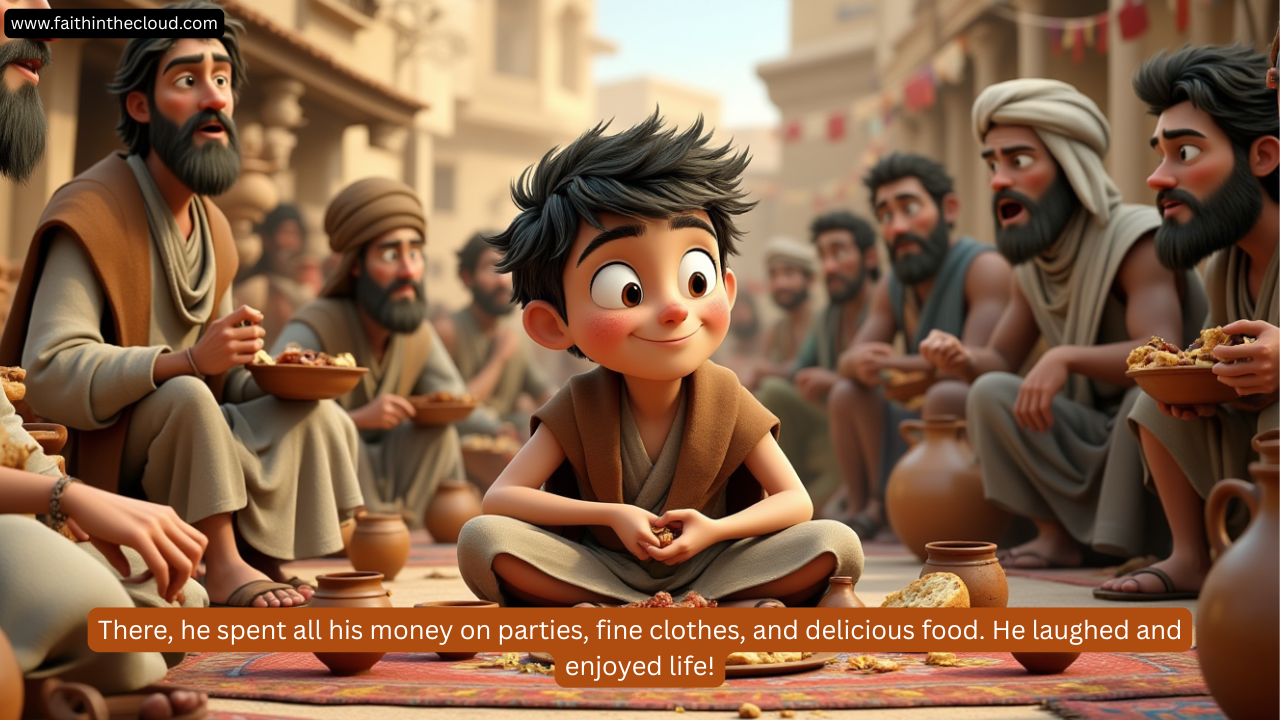 www.faithinthecloud.com
There, he spent all his money on parties, fine clothes, and delicious food. He laughed and
enjoyed life!